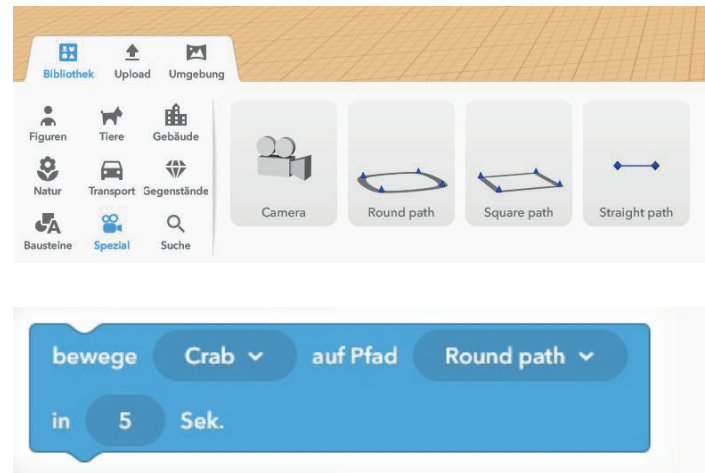 Bibliothek Upload Umgebung
Figuren Tiere Gebäude
Natur Transport Gegenstände
Bausteine Spezial Suche
Camera Round path Square path Straight path
bewege Crab auf Pfad Round path
in 5 Sek.